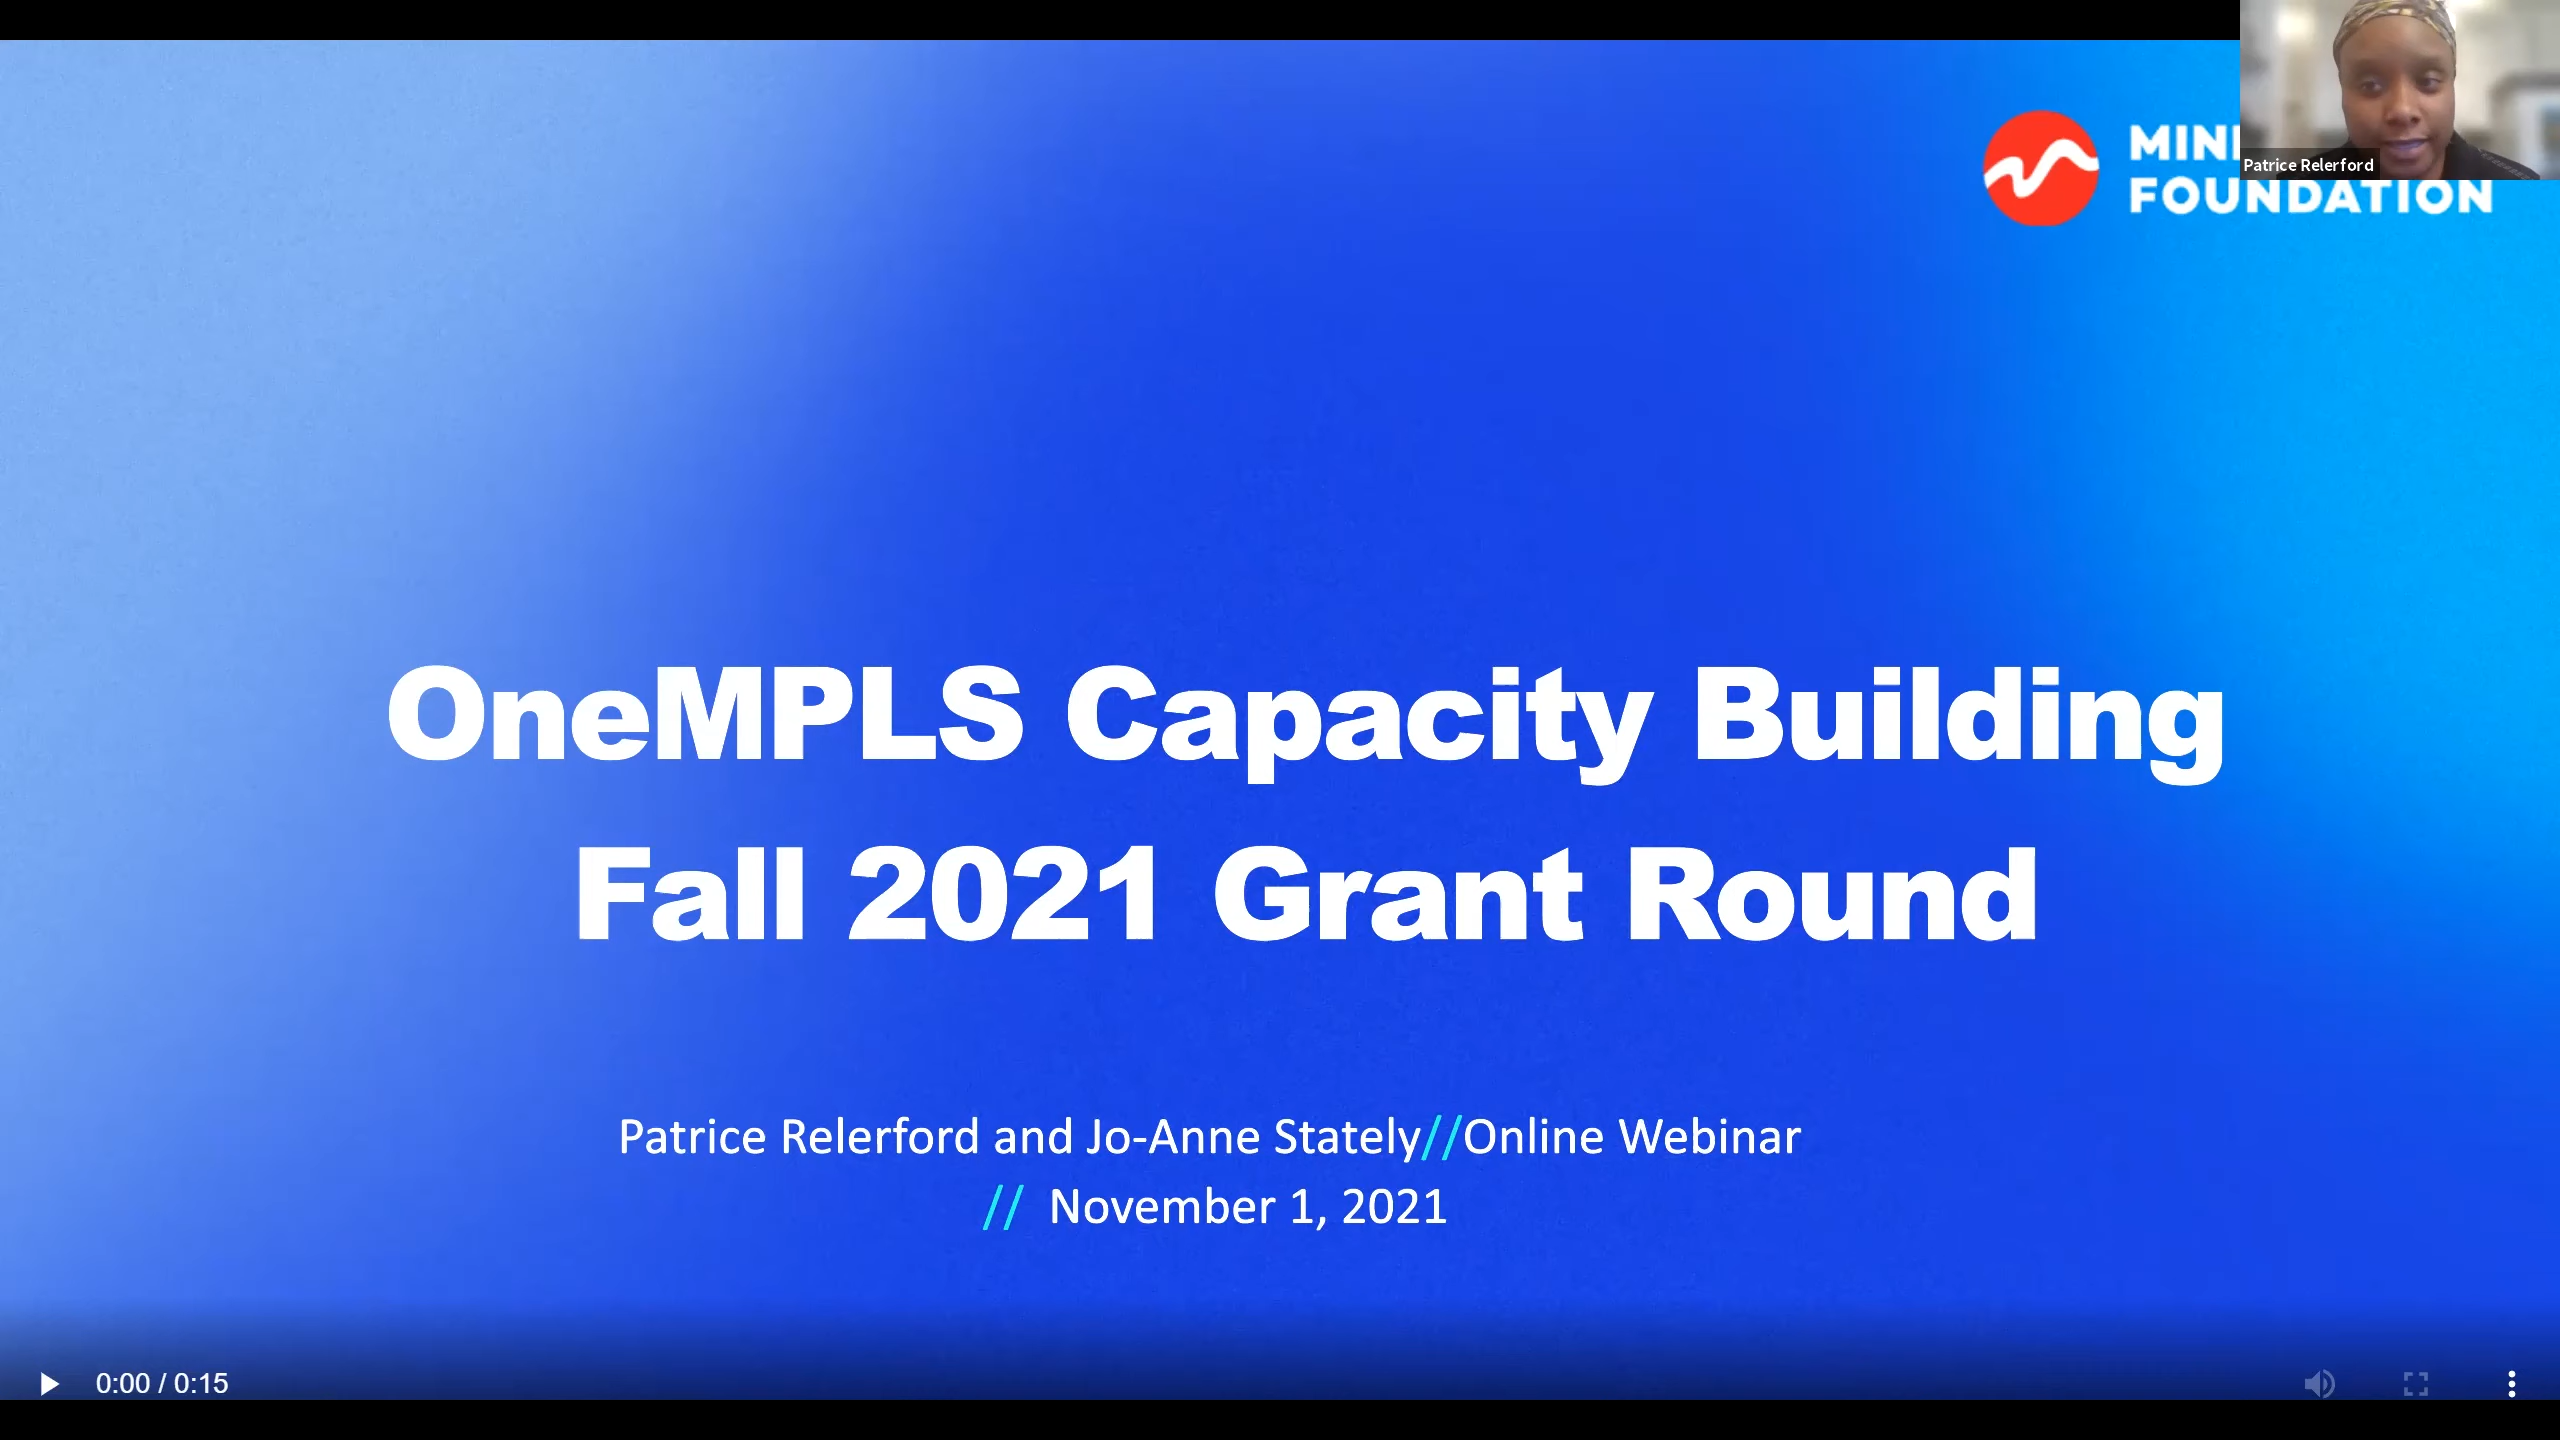 MIN
FOUNDATION
Patrice Relerford
OneMPLS Capacity Building
Fall 2021 Grant Round
Patrice Relerford and Jo-Anne Stately//Online Webinar
// November 1, 2021
0:00 / 0:15